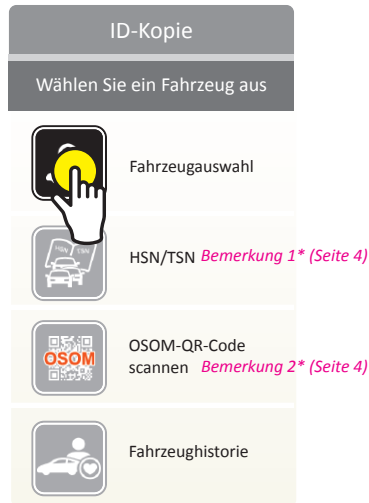 ID-Kopie
Wählen Sie ein Fahrzeug aus
Fahrzeugauswahl
HSN TSN
HSN/TSN Bemerkung 1* (Seite 4)
OSOM
OSOM-QR-Code
scannen Bemerkung 2* (Seite 4)
Fahrzeughistorie